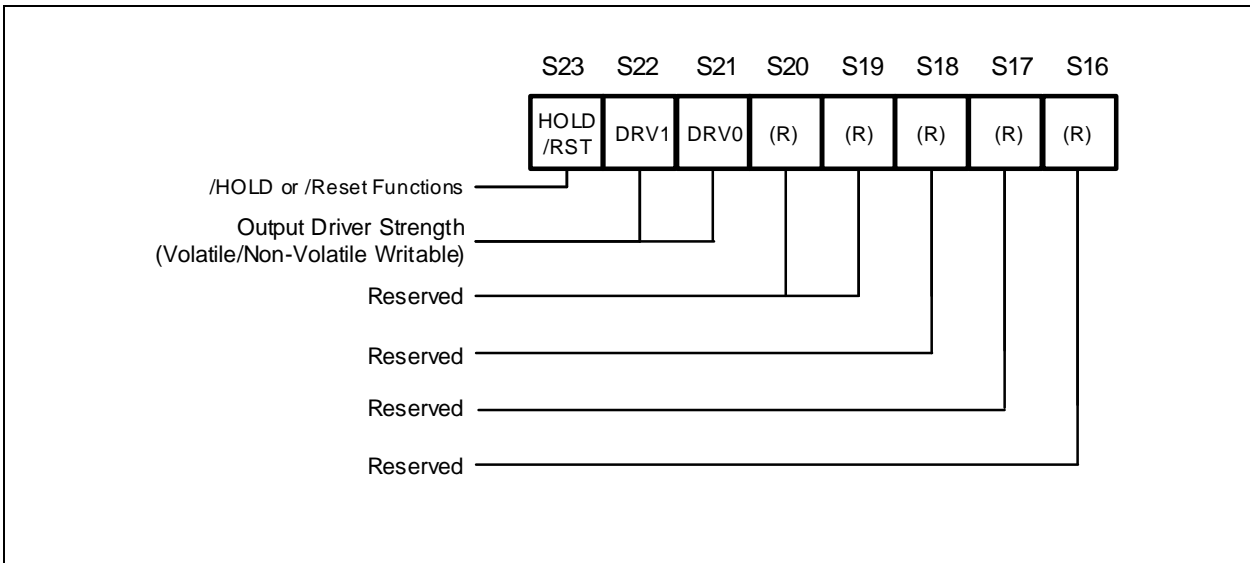 S23 S22 S21 S20 S19 S18 S17 S16
HOLD
/RST DRV1 DRV0 (R) (R) (R) (R) (R)
/HOLD or /Reset Functions
Output Driver Strength
(Volatile/Non-Volatile Writable)
Reserved
Reserved
Reserved
Reserved